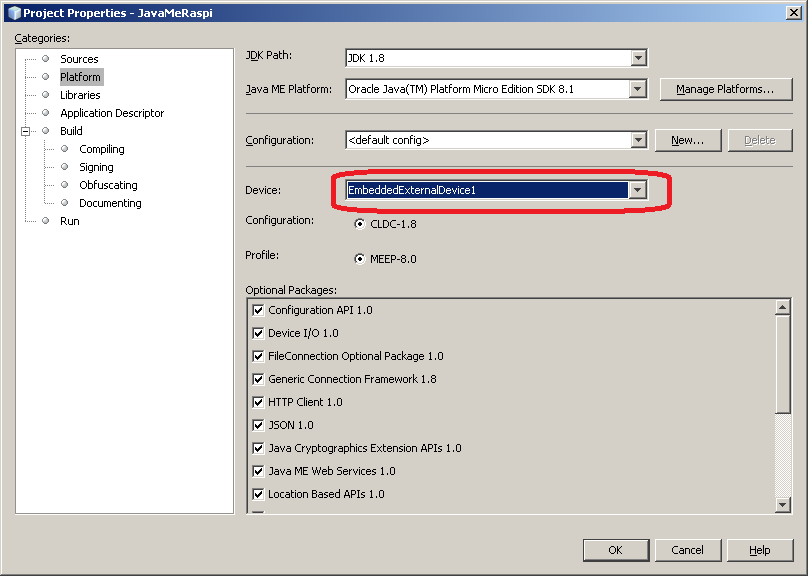 Project Properties - JavaMeRaspi
Categories:
Sources
Platform
Libraries
Application Descriptor
Build
Compiling
Signing
Obfuscating
Documenting
Run
JDK Path: JDK 1.8
Java ME Platform: Oracle Java(TM) Platform Micro Edition SDK 8.1 Manage Platforms...
Configuration: <default config> New... Delete
Device: EmbeddedExternalDevice1
Configuration: CLDC-1.8
Profile: MEEP-8.0
Optional Packages:
Configuration API 1.0
Device I/O 1.0
FileConnection Optional Package 1.0
Generic Connection Framework 1.8
HTTP Client 1.0
JSON 1.0
Java Cryptographics Extension APIs 1.0
Java ME Web Services 1.0
Location Based APIs 1.0
OK Cancel Help